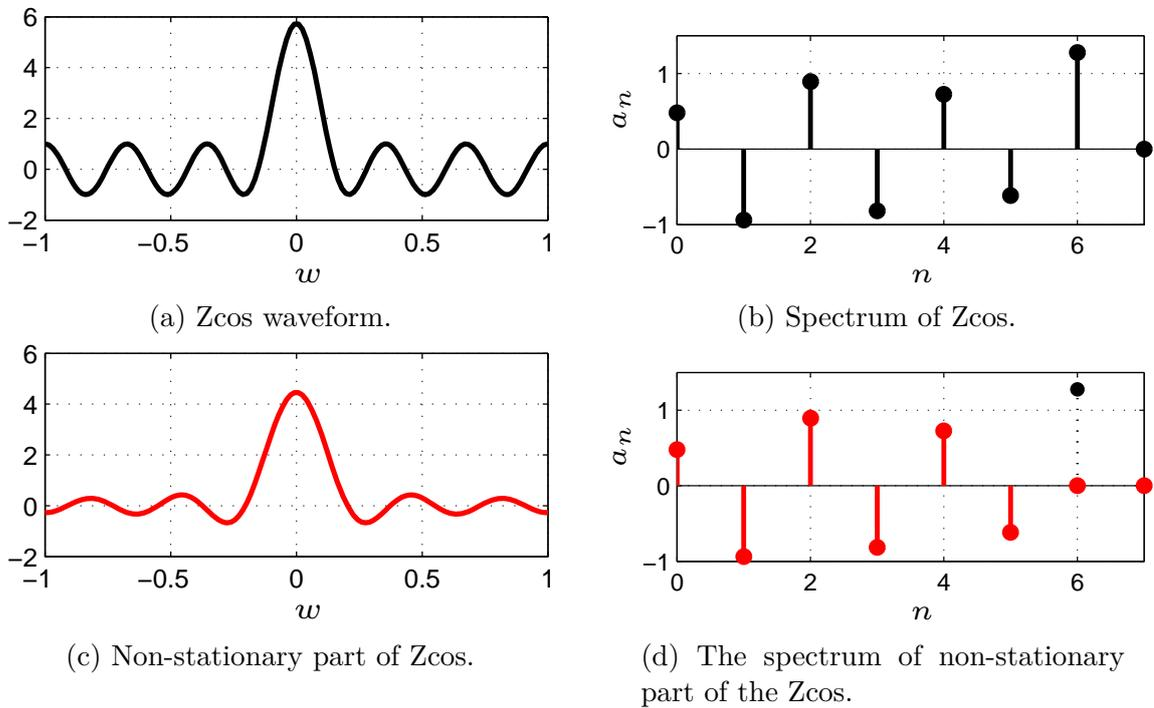 6
4
2
0
−2
−1 −0.5 0 0.5 1
w
(a) Zcos waveform.
1
0
−1
0 2 4 6
n
aₙ
(b) Spectrum of Zcos.
6
4
2
0
−2
−1 −0.5 0 0.5 1
w
(c) Non-stationary part of Zcos.
1
0
−1
0 2 4 6
n
aₙ
(d) The spectrum of non-stationary
part of the Zcos.